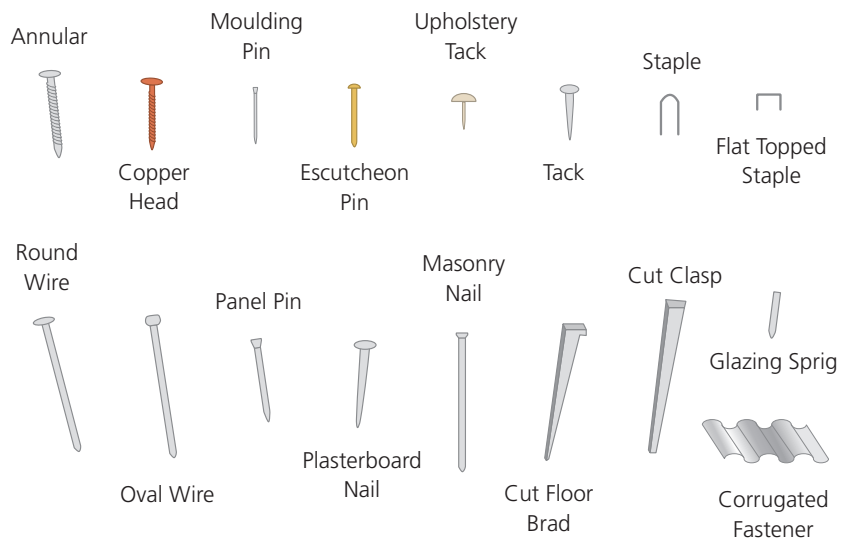 Annular
Moulding
Pin
Upholstery
Tack
Staple
Copper
Head
Escutcheon
Pin
Tack
Flat Topped
Staple
Round
Wire
Panel Pin
Masonry
Nail
Cut Clasp
Glazing Sprig
Oval Wire
Plasterboard
Nail
Cut Floor
Brad
Corrugated
Fastener